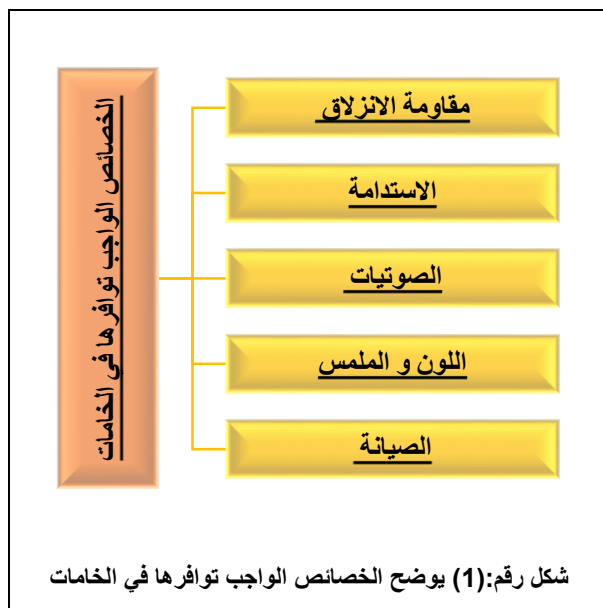 الخصائص الواجب توافرها في الخامات
مقاومة الانزلاق
الاستدامة
الصوتيات
اللون و الملمس
الصيانة
شكل رقم:(1) يوضح الخصائص الواجب توافرها في الخامات